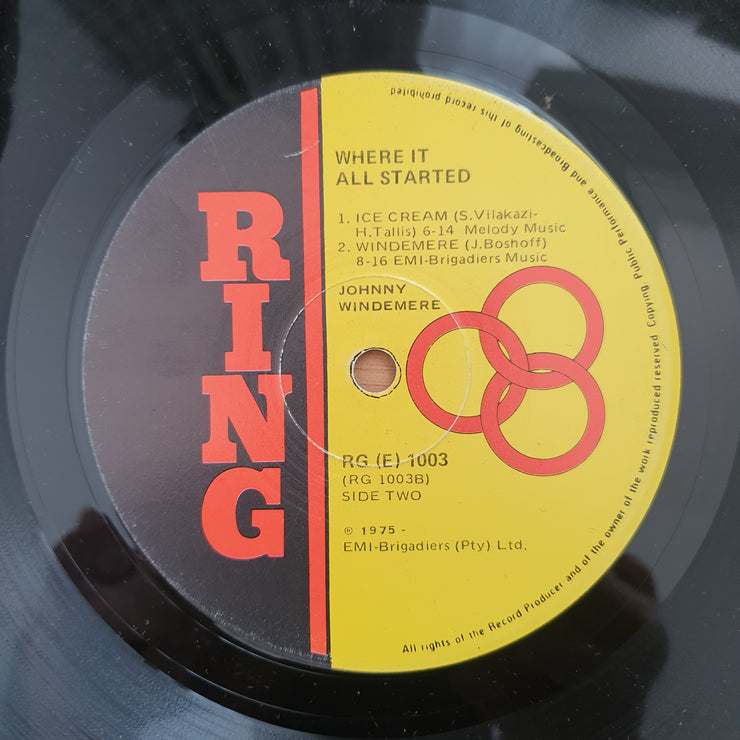 RING
WHERE IT
ALL STARTED
1. ICE CREAM (S.Vilakazi-
H.Tallis) 6-14 Melody Music
2. WINDEMERE (J.Boshoff)
8-16 EMI-Brigadiers Music
JOHNNY
WINDEMERE
RG (E) 1003
(RG 1003B)
SIDE TWO
℗ 1975 -
EMI-Brigadiers (Pty) Ltd.
All rights of the Record Producer and of the owner of the work reproduced reserved Copying, Public Performance and Broadcasting of this record prohibited